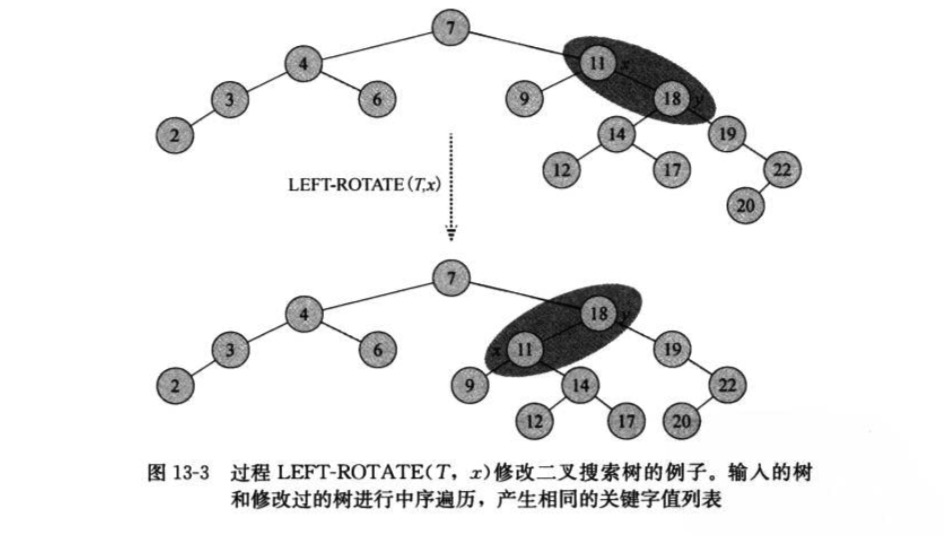 7
4 11 x
3 6 9 18 y
2 14 19
12 17 22
LEFT-ROTATE(T,x)
20
7
4 18 y
3 6 x 11 19
2 9 14 22
12 17 20
图 13-3 过程 LEFT-ROTATE(T, x)修改二叉搜索树的例子。输入的树
和修改过的树进行中序遍历，产生相同的关键字值列表